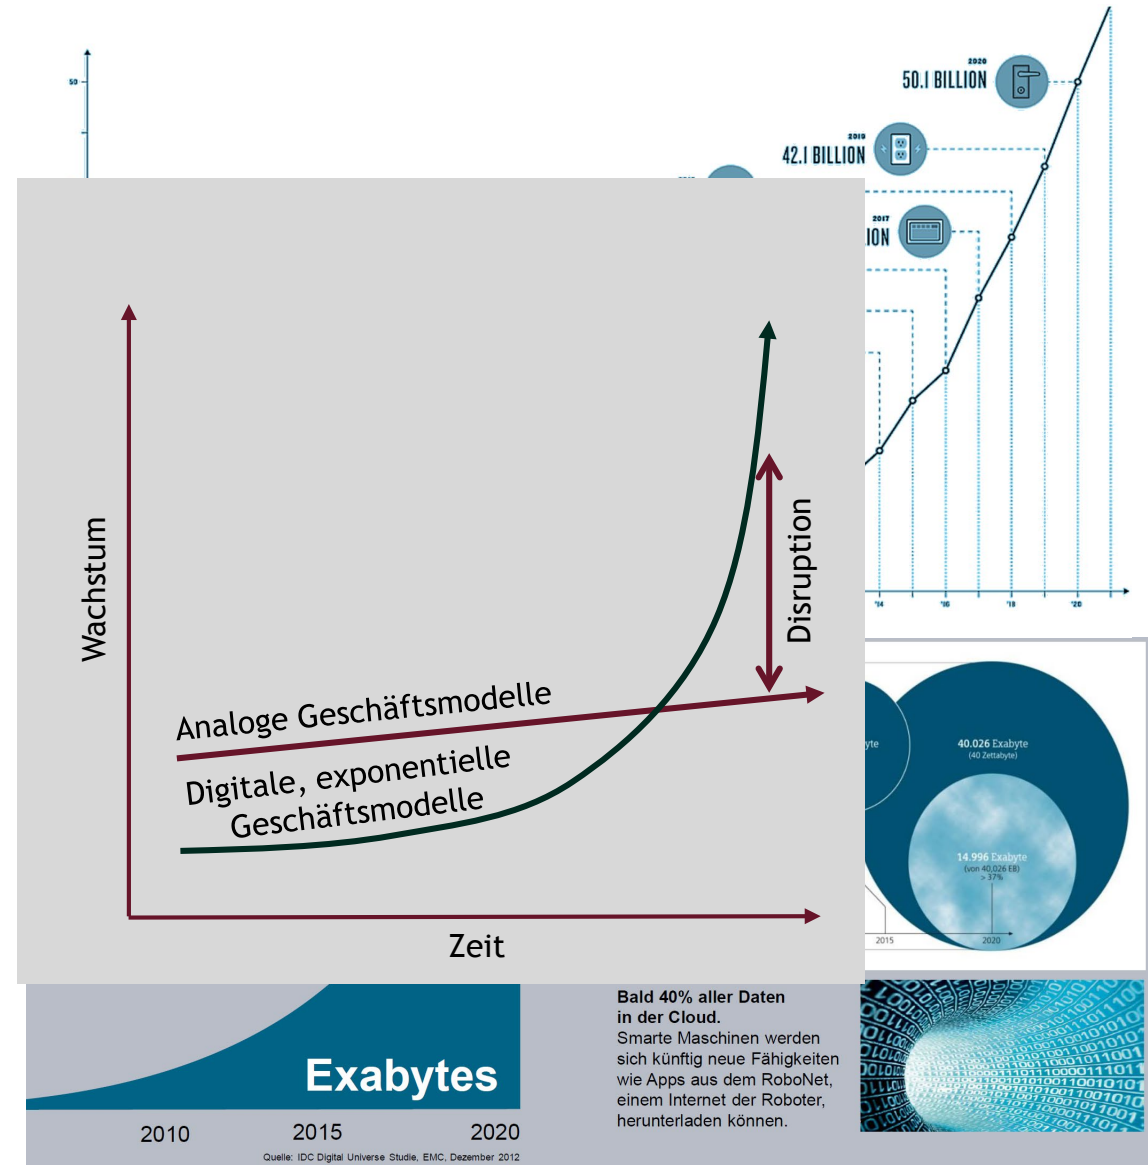 50
2020
50.1 BILLION
2019
42.1 BILLION
2017
ION
Wachstum
Disruption
Analoge Geschäftsmodelle
Digitale, exponentielle
Geschäftsmodelle
Zeit
'14
'16
'18
'20
yte
40.026 Exabyte
(40 Zettabyte)
14.996 Exabyte
(von 40,026 EB)
> 37%
2015
2020
Exabytes
2010
2015
2020
Quelle: IDC Digital Universe Studie, EMC, Dezember 2012
Bald 40% aller Daten
in der Cloud.
Smarte Maschinen werden
sich künftig neue Fähigkeiten
wie Apps aus dem RoboNet,
einem Internet der Roboter,
herunterladen können.